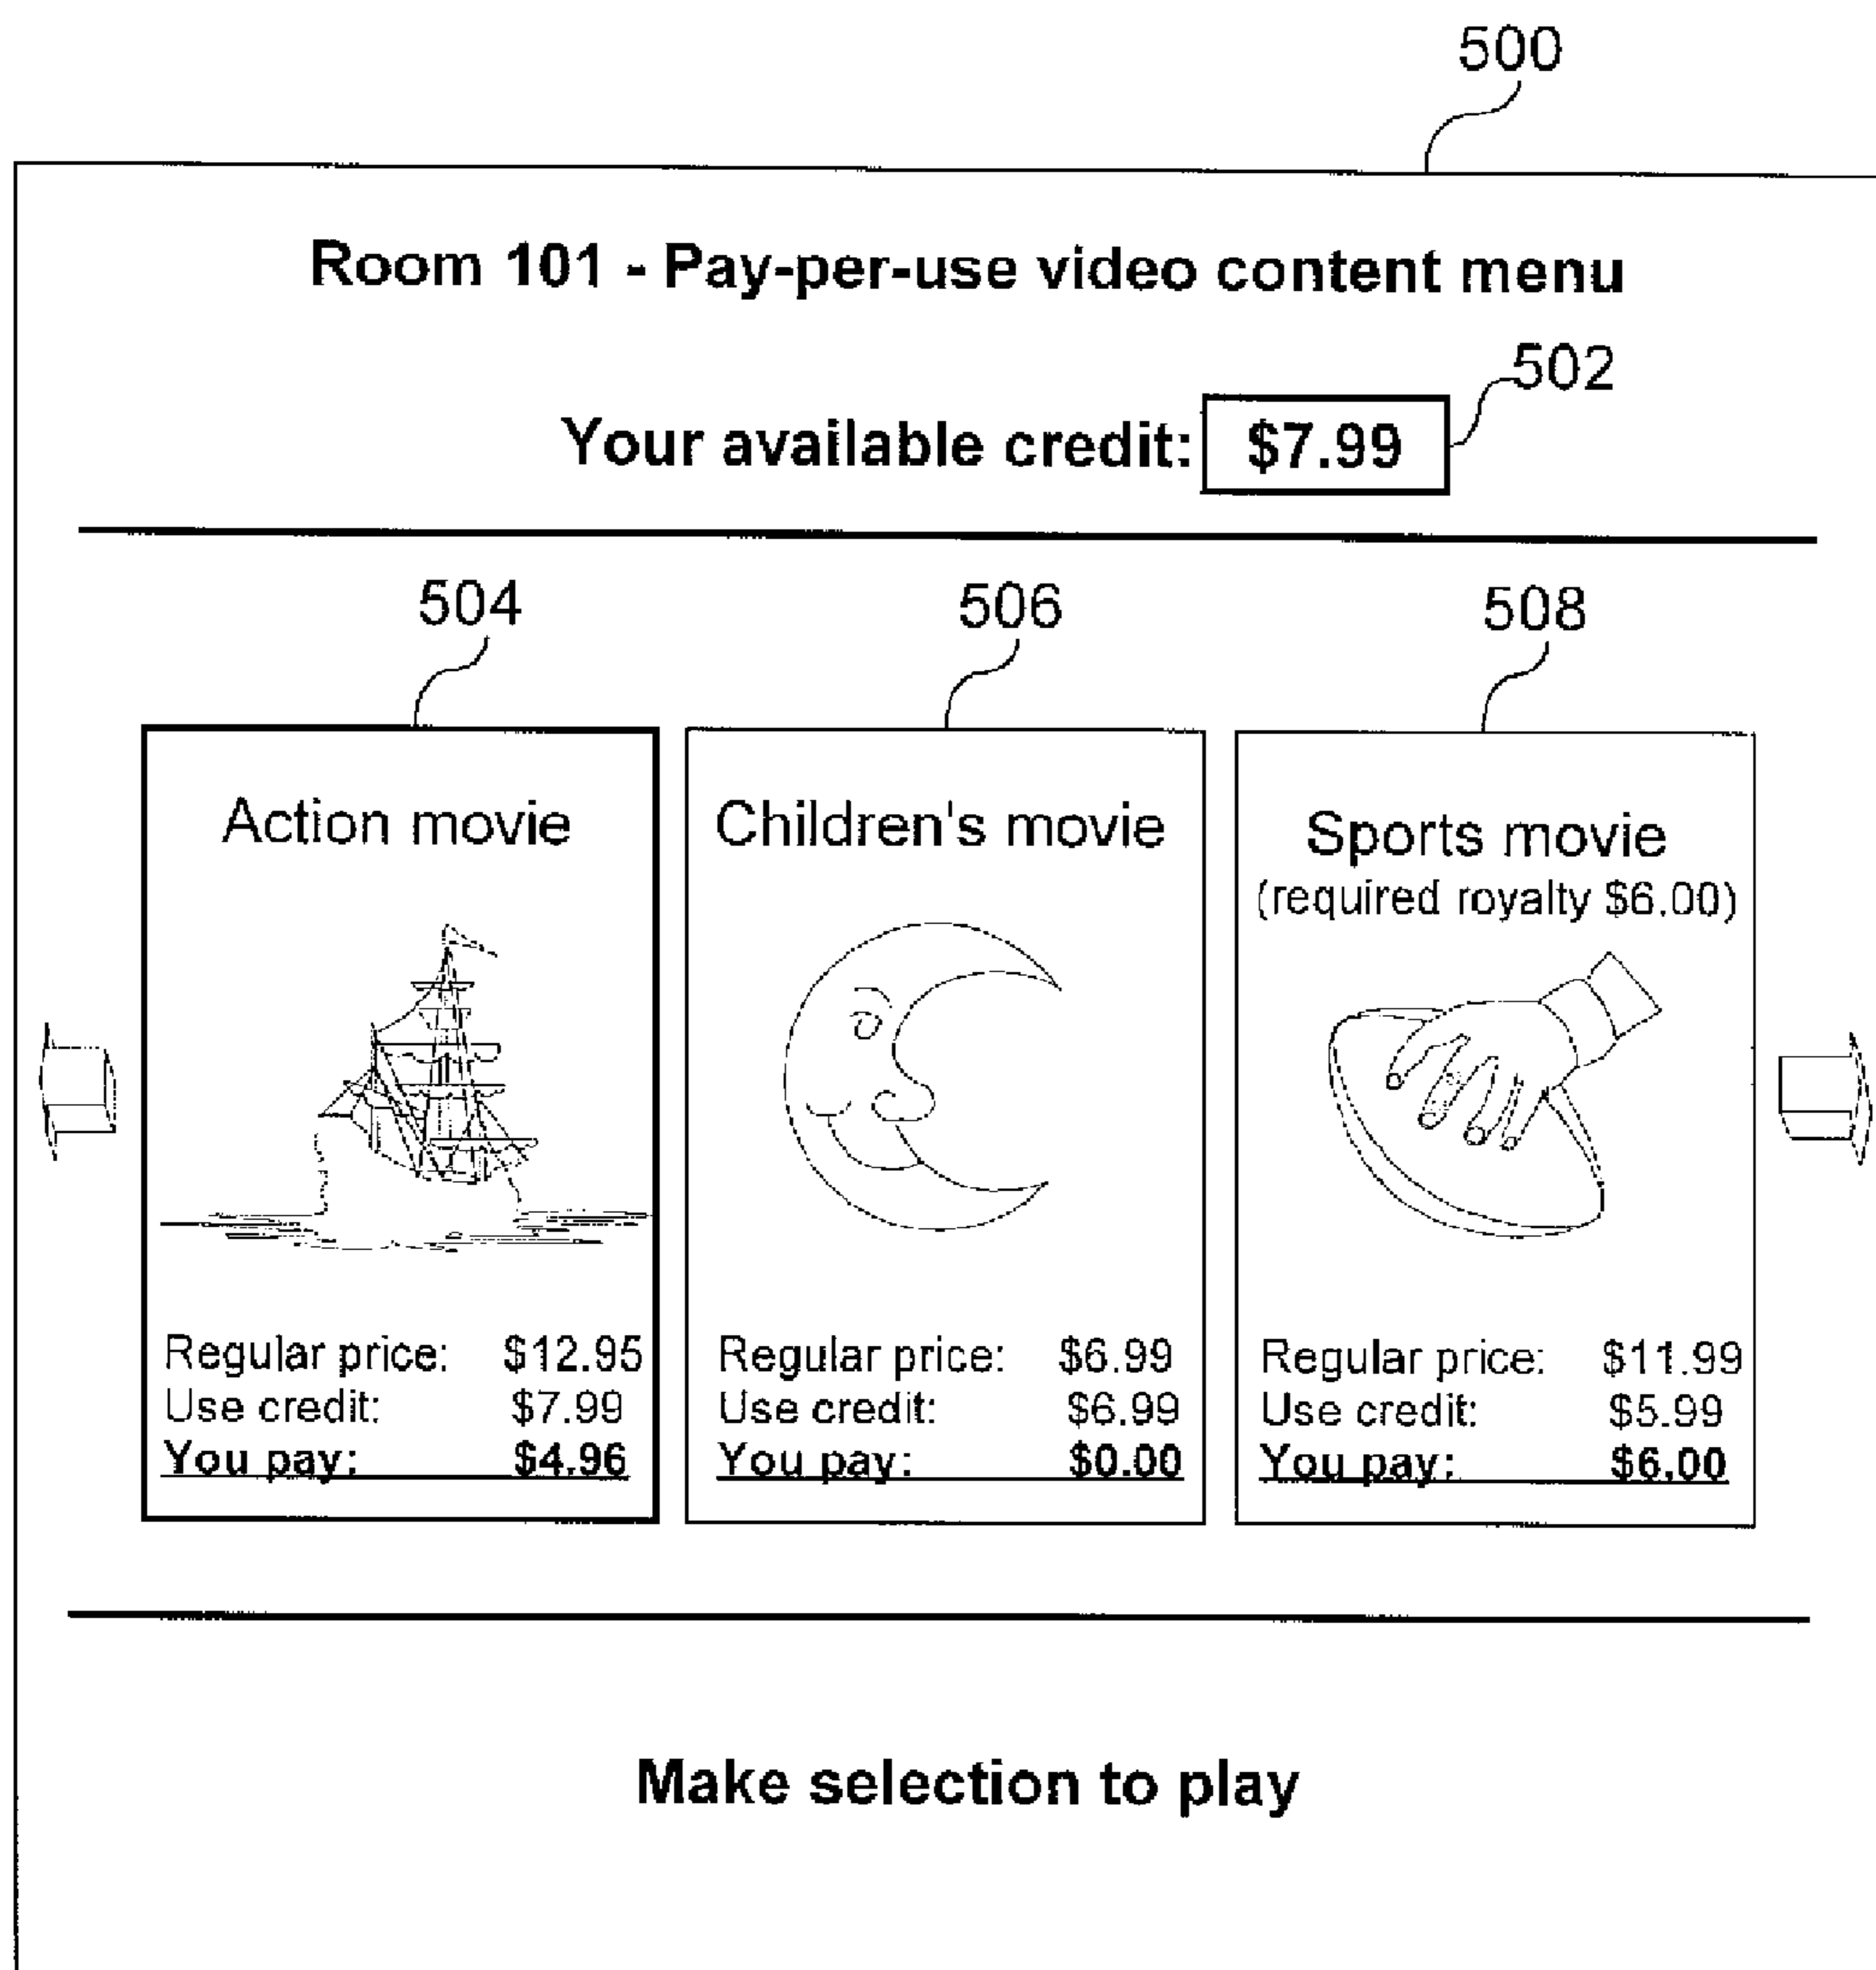 500
Room 101 - Pay-per-use video content menu
502
Your available credit: $7.99
504 506 508
Action movie
Regular price: $12.95
Use credit: $7.99
You pay: $4.96
Children's movie
Regular price: $6.99
Use credit: $6.99
You pay: $0.00
Sports movie
(required royalty $6.00)
Regular price: $11.99
Use credit: $5.99
You pay: $6.00
Make selection to play